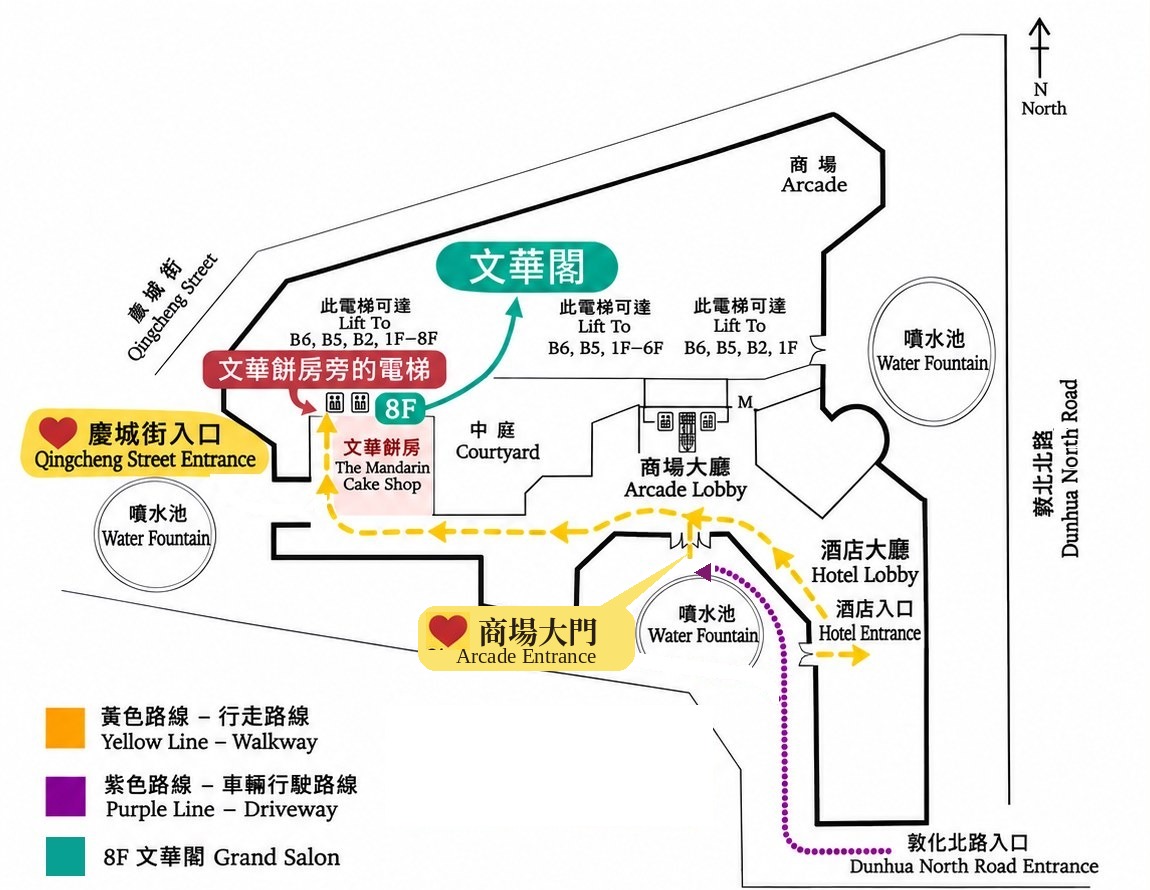 N
North
商場
Arcade
慶城街
Qingcheng Street
文華閣
此電梯可達
Lift To
B6, B5, B2, 1F–8F
此電梯可達
Lift To
B6, B5, 1F–6F
此電梯可達
Lift To
B6, B5, B2, 1F
噴水池
Water Fountain
文華餅房旁的電梯
8F
M
慶城街入口
Qingcheng Street Entrance
文華餅房
The Mandarin
Cake Shop
中庭
Courtyard
商場大廳
Arcade Lobby
敦北北路
Dunhua North Road
噴水池
Water Fountain
酒店大廳
Hotel Lobby
酒店入口
Hotel Entrance
商場大門
Arcade Entrance
噴水池
Water Fountain
黃色路線 – 行走路線
Yellow Line – Walkway
紫色路線 – 車輛行駛路線
Purple Line – Driveway
8F 文華閣 Grand Salon
敦化北路入口
Dunhua North Road Entrance